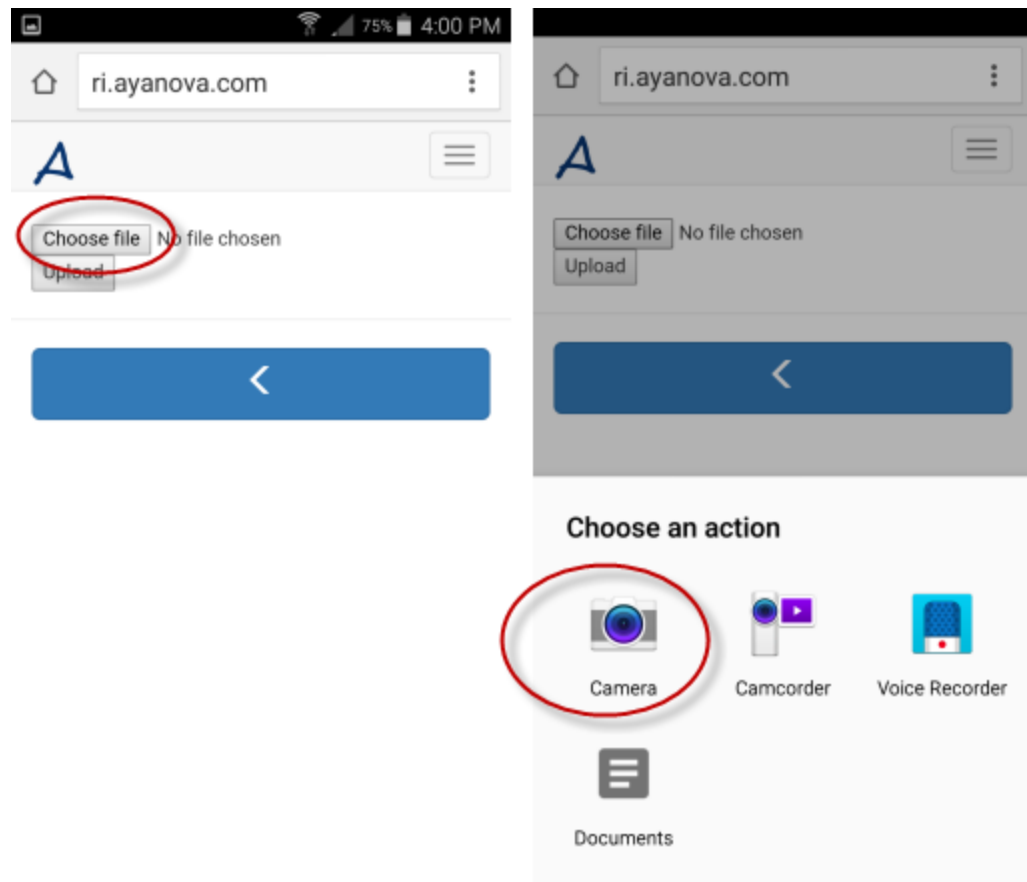 75% 4:00 PM
ri.ayanova.com
Choose file No file chosen
Upload
ri.ayanova.com
Choose file No file chosen
Upload
Choose an action
Camera Camcorder Voice Recorder
Documents